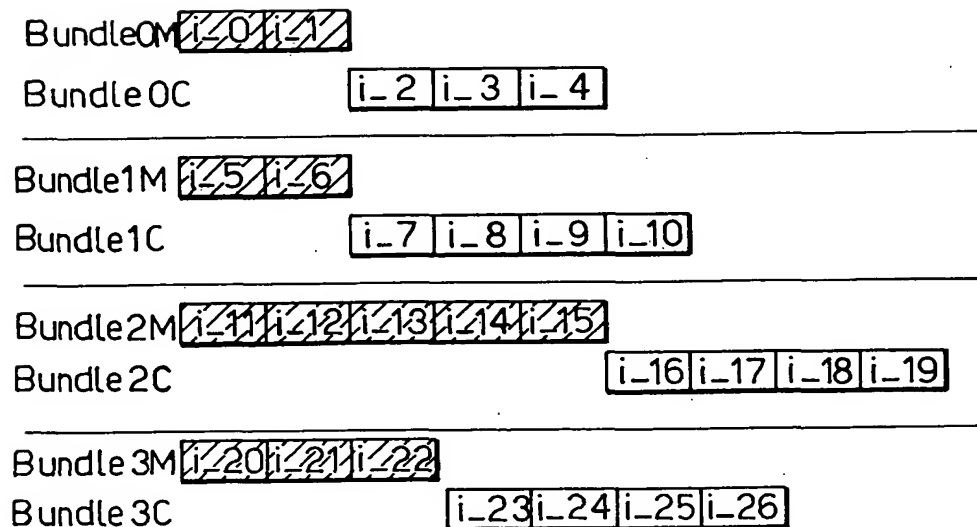 Bundle0M i_0 i_1
Bundle 0C i_2 i_3 i_4
Bundle1M i_5 i_6
Bundle1C i_7 i_8 i_9 i_10
Bundle2M i_11 i_12 i_13 i_14 i_15
Bundle 2C i_16 i_17 i_18 i_19
Bundle 3M i_20 i_21 i_22
Bundle 3C i_23 i_24 i_25 i_26